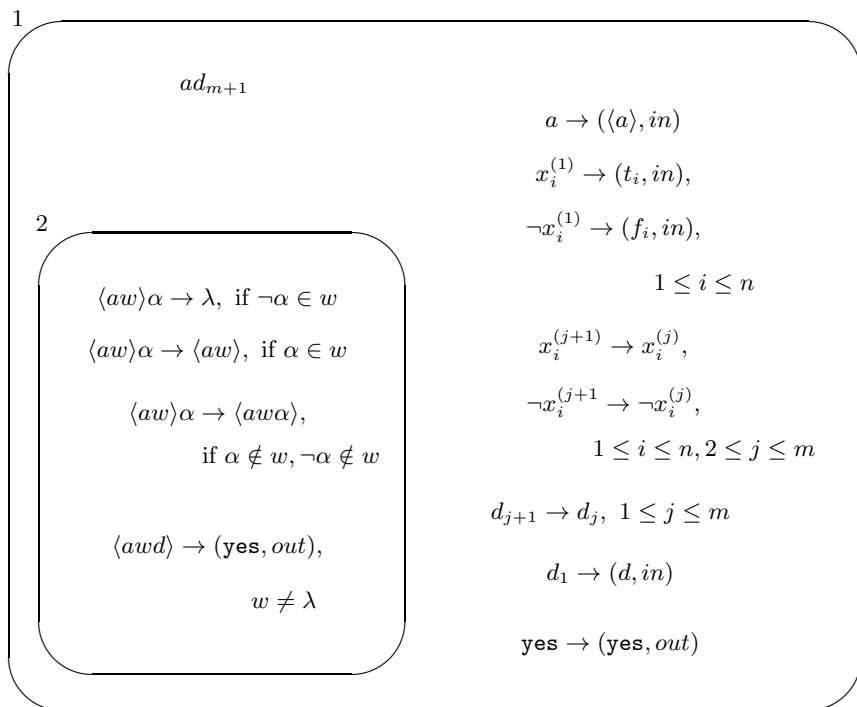 1
ad_{m+1}
a → (⟨a⟩, in)
x_i^{(1)} → (t_i, in),
¬x_i^{(1)} → (f_i, in),
1 ≤ i ≤ n
x_i^{(j+1)} → x_i^{(j)},
¬x_i^{(j+1} → ¬x_i^{(j)},
1 ≤ i ≤ n, 2 ≤ j ≤ m
d_{j+1} → d_j, 1 ≤ j ≤ m
d_1 → (d, in)
yes → (yes, out)
2
⟨aw⟩α → λ, if ¬α ∈ w
⟨aw⟩α → ⟨aw⟩, if α ∈ w
⟨aw⟩α → ⟨awα⟩,
if α ∉ w, ¬α ∉ w
⟨awd⟩ → (yes, out),
w ≠ λ